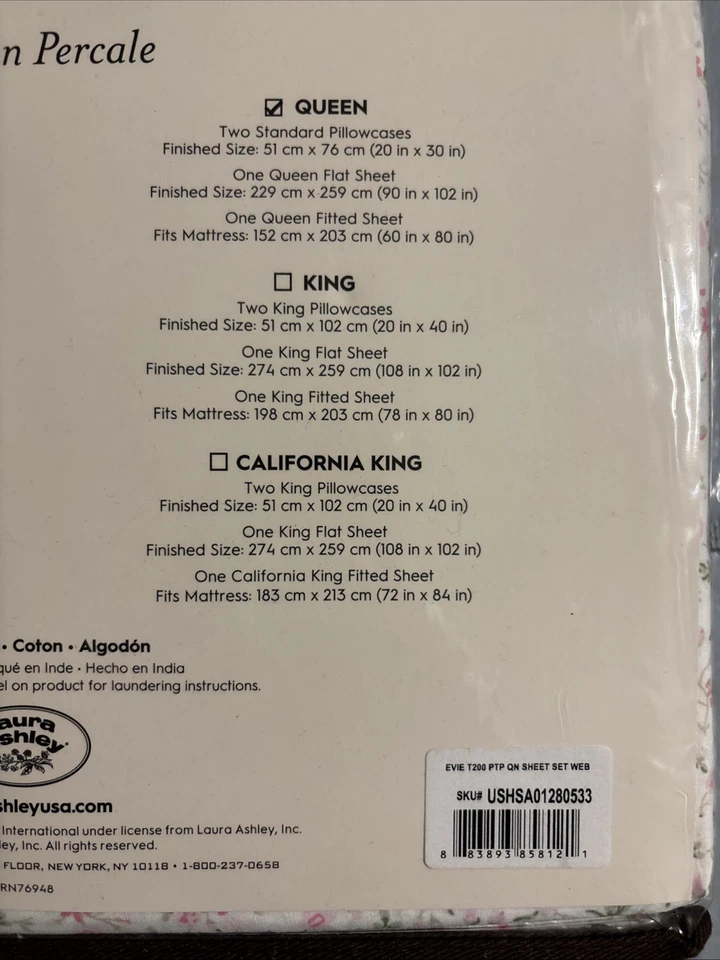 n Percale
☑ QUEEN
Two Standard Pillowcases
Finished Size: 51 cm x 76 cm (20 in x 30 in)
One Queen Flat Sheet
Finished Size: 229 cm x 259 cm (90 in x 102 in)
One Queen Fitted Sheet
Fits Mattress: 152 cm x 203 cm (60 in x 80 in)
☐ KING
Two King Pillowcases
Finished Size: 51 cm x 102 cm (20 in x 40 in)
One King Flat Sheet
Finished Size: 274 cm x 259 cm (108 in x 102 in)
One King Fitted Sheet
Fits Mattress: 198 cm x 203 cm (78 in x 80 in)
☐ CALIFORNIA KING
Two King Pillowcases
Finished Size: 51 cm x 102 cm (20 in x 40 in)
One King Flat Sheet
Finished Size: 274 cm x 259 cm (108 in x 102 in)
One California King Fitted Sheet
Fits Mattress: 183 cm x 213 cm (72 in x 84 in)
• Coton • Algodón
qué en Inde • Hecho en India
el on product for laundering instructions.
aura
shley
shleyusa.com
International under license from Laura Ashley, Inc.
ey, Inc. All rights reserved.
FLOOR, NEW YORK, NY 10118 • 1-800-237-0658
RN76948
EVIE T200 PTP QN SHEET SET WEB
SKU# USHSA01280533
8 83893 85812 1